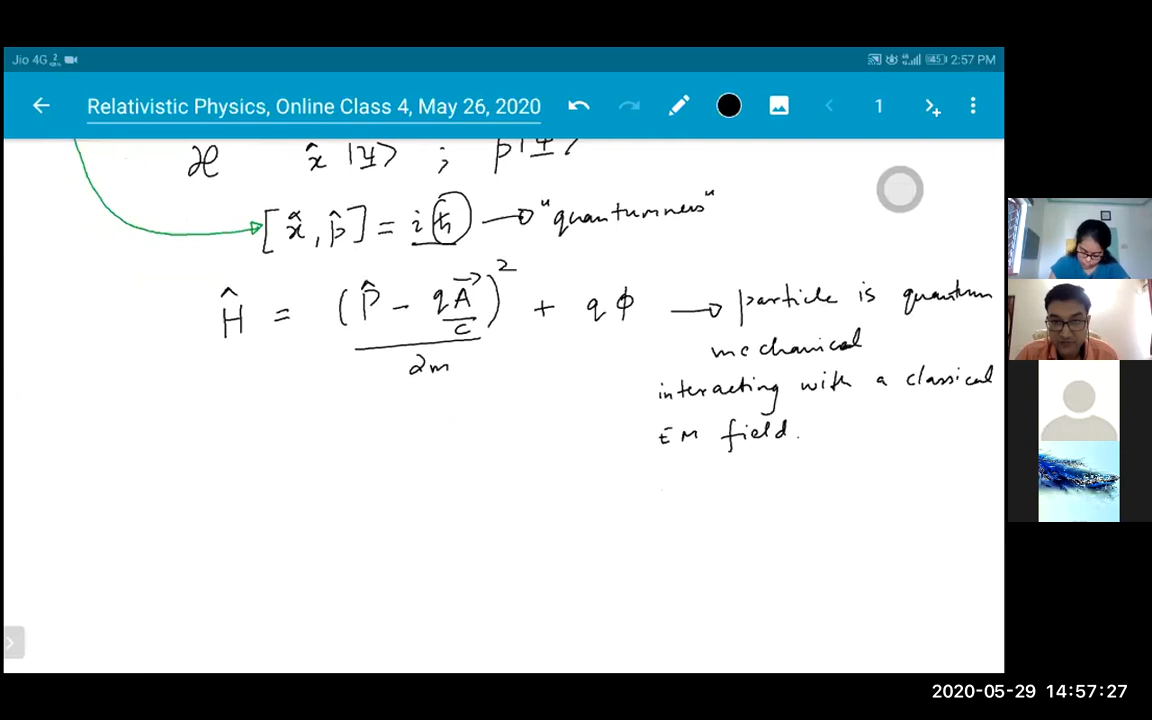 Jio 4G 2:57 PM
Relativistic Physics, Online Class 4, May 26, 2020 1
ℋ x̂ |Ψ⟩ ; p |Ψ⟩
[x̂, p̂] = iħ → "quantumness"
Ĥ = (p̂ - qA⃗/c)² / 2m + qϕ → particle is quantum
mechanical
interacting with a classical
EM field.
2020-05-29 14:57:27